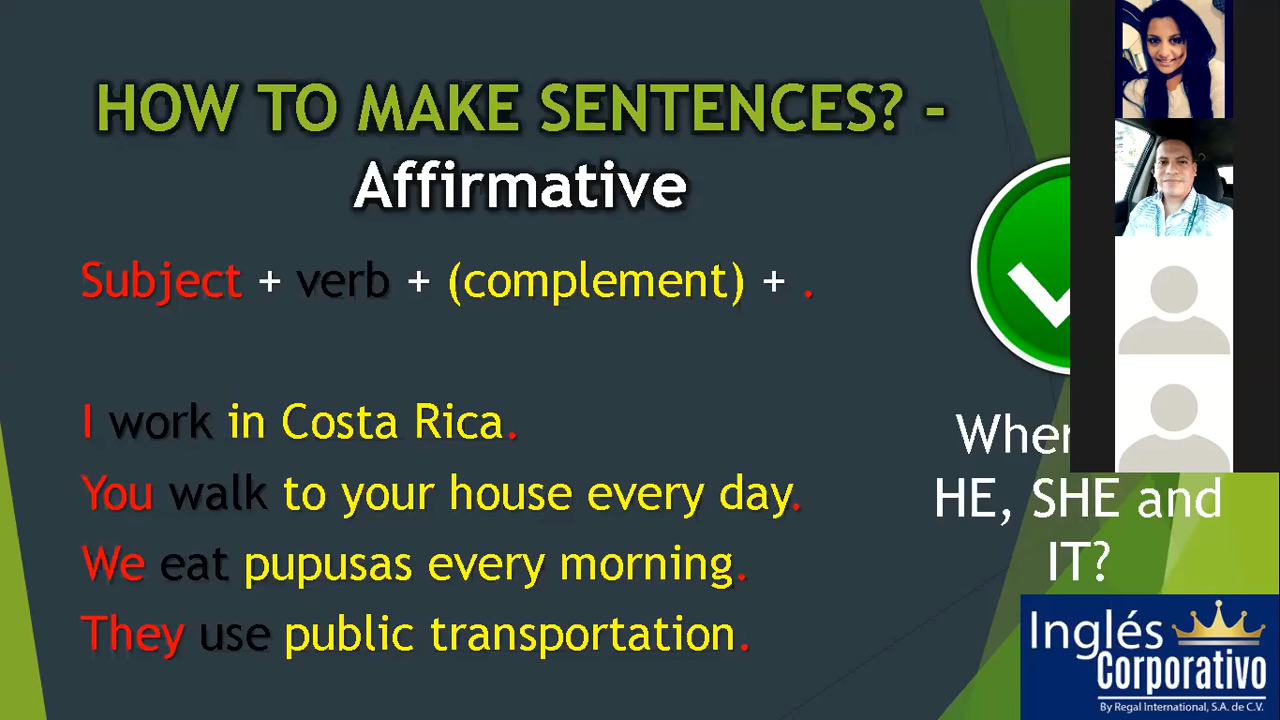 HOW TO MAKE SENTENCES? -
Affirmative
Subject + verb + (complement) + .
I work in Costa Rica.
You walk to your house every day.
We eat pupusas every morning.
They use public transportation.
HE, SHE and
IT?
Inglés
Corporativo
By Regal International, S.A. de C.V.